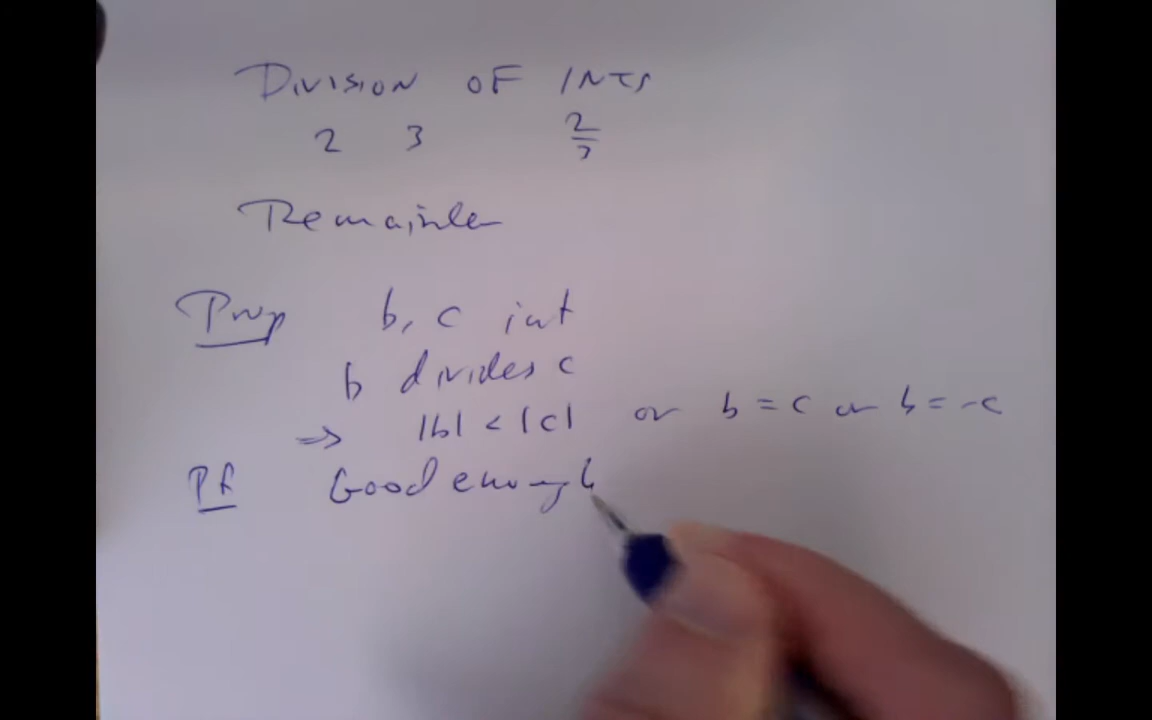 DIVISION OF INTS
2 3 2/3
Remainder
Prop b, c int
b divides c
⇒ |b| < |c| or b = c or b = -c
Pf Good enough